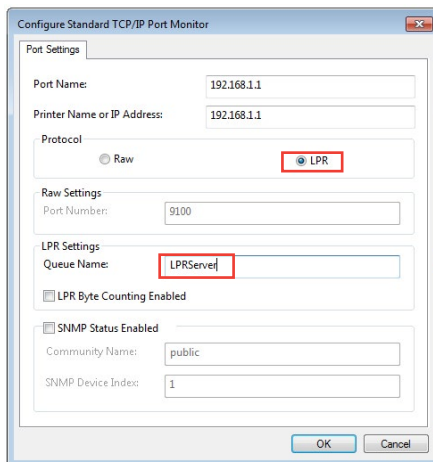 Configure Standard TCP/IP Port Monitor
Port Settings
Port Name: 192.168.1.1
Printer Name or IP Address: 192.168.1.1
Protocol
Raw LPR
Raw Settings
Port Number: 9100
LPR Settings
Queue Name: LPRServer
LPR Byte Counting Enabled
SNMP Status Enabled
Community Name: public
SNMP Device Index: 1
OK Cancel